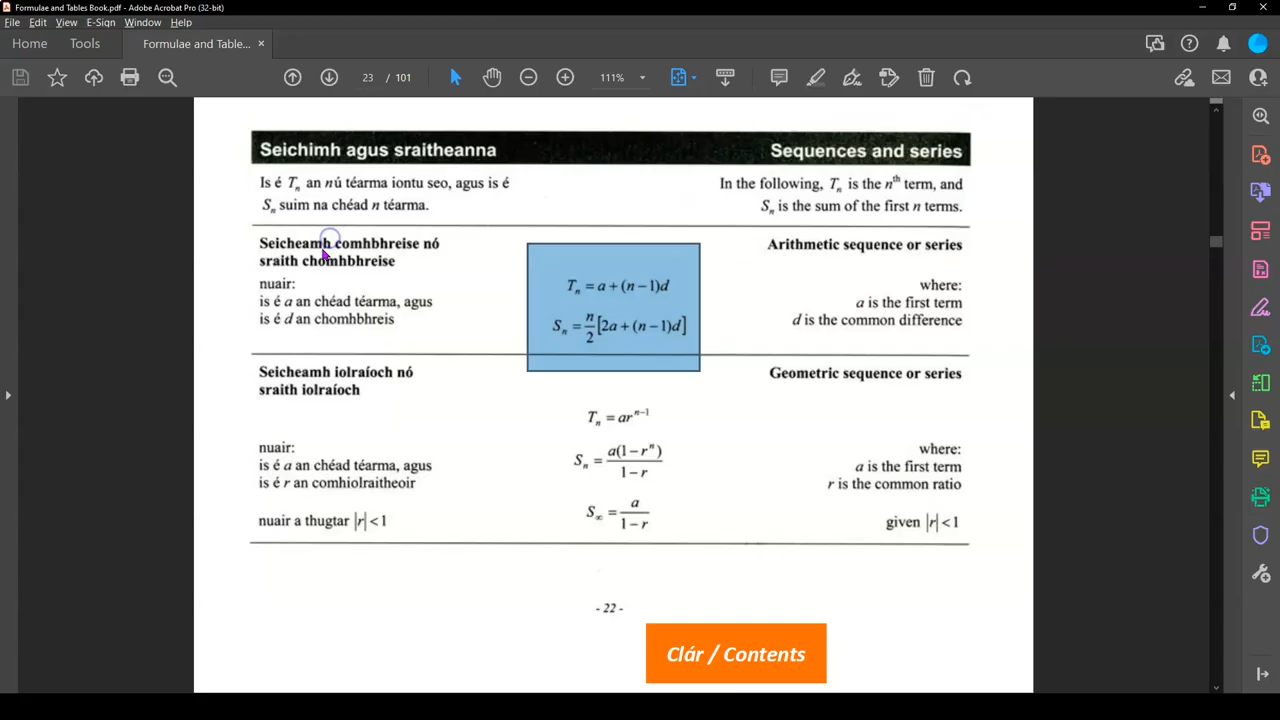 Formulae and Tables Book.pdf - Adobe Acrobat Pro (32-bit)
File Edit View E-Sign Window Help
Home Tools Formulae and Table... ×
23 / 101 111%
Seichimh agus sraitheanna Sequences and series
Is é Tₙ an nú téarma iontu seo, agus is é In the following, Tₙ is the nᵗʰ term, and
Sₙ suim na chéad n téarma. Sₙ is the sum of the first n terms.
Seicheamh comhbhreise nó Arithmetic sequence or series
sraith chomhbhreise
nuair: Tₙ = a + (n − 1)d where:
is é a an chéad téarma, agus a is the first term
is é d an chomhbhreis Sₙ = n/2 [2a + (n − 1)d] d is the common difference
Seicheamh iolraíoch nó Geometric sequence or series
sraith iolraíoch
Tₙ = arⁿ⁻¹
nuair: Sₙ = a(1 − rⁿ)/(1 − r) where:
is é a an chéad téarma, agus a is the first term
is é r an comhiolraitheoir r is the common ratio
nuair a thugtar |r| < 1 S∞ = a/(1 − r) given |r| < 1
- 22 -
Clár / Contents